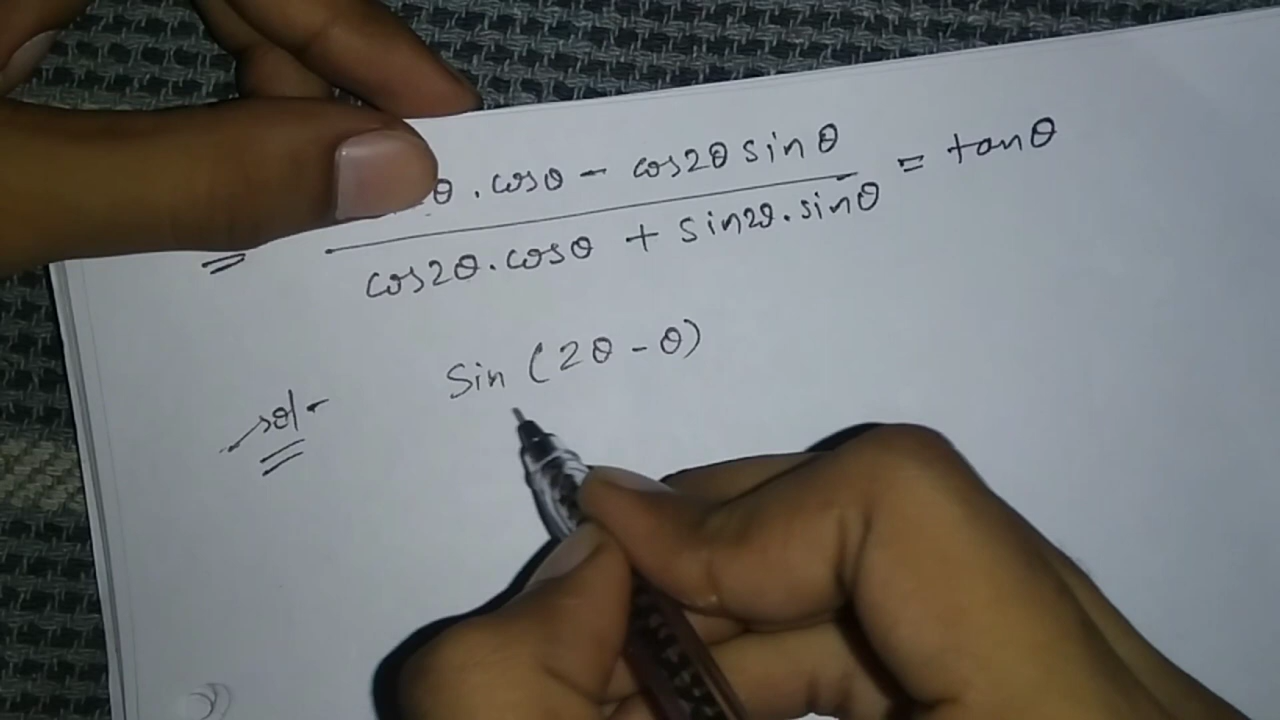 θ . cosθ - cos2θ sinθ
cos2θ . cosθ + sin2θ . sinθ
= tanθ
sol-
Sin (2θ - θ)